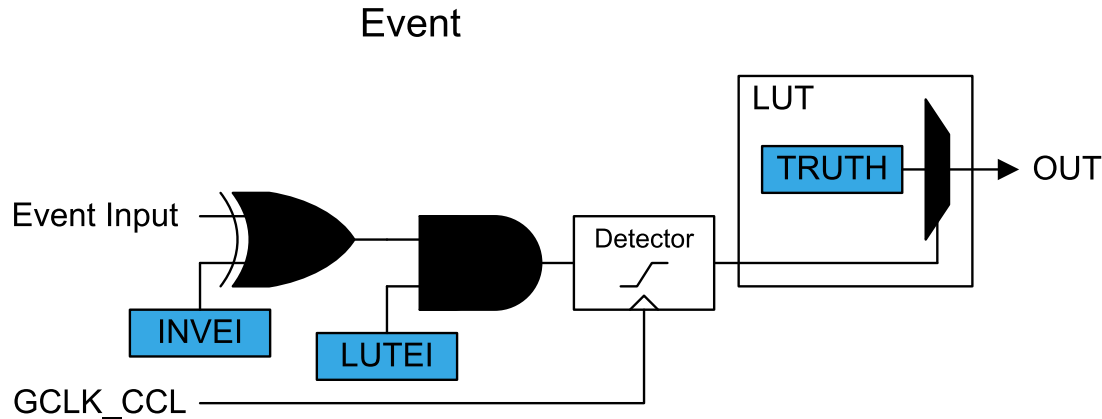 Event
LUT
TRUTH
OUT
Event Input
Detector
INVEI
LUTEI
GCLK_CCL